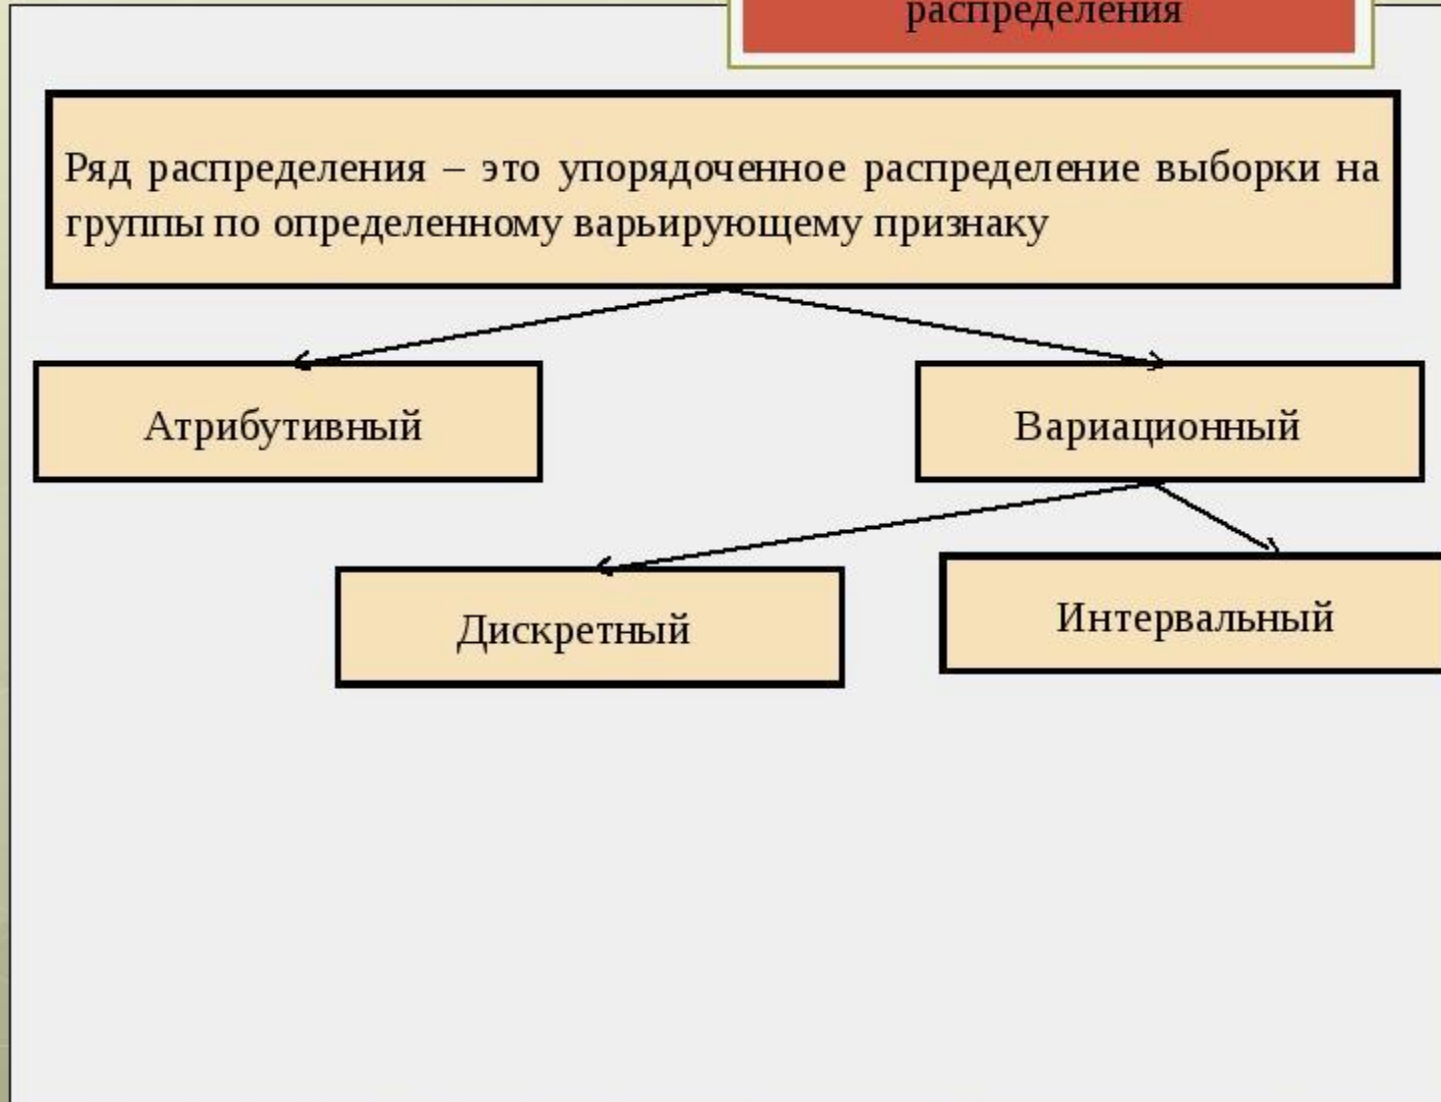 распределения
Ряд распределения – это упорядоченное распределение выборки на
группы по определенному варьирующему признаку
Атрибутивный
Вариационный
Дискретный
Интервальный